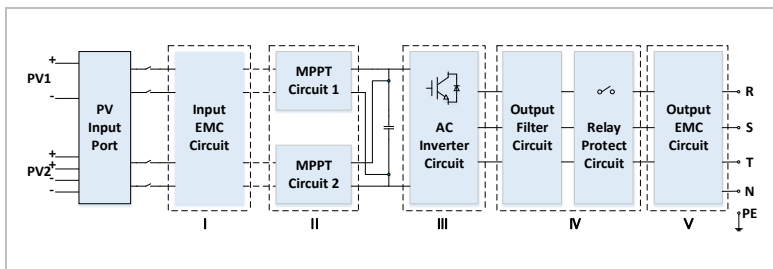 +
PV1
-
+
+
PV2
-
-
PV
Input
Port
Input
EMC
Circuit
MPPT
Circuit 1
MPPT
Circuit 2
AC
Inverter
Circuit
Output
Filter
Circuit
Relay
Protect
Circuit
Output
EMC
Circuit
R
S
T
N
PE
I
II
III
IV
V